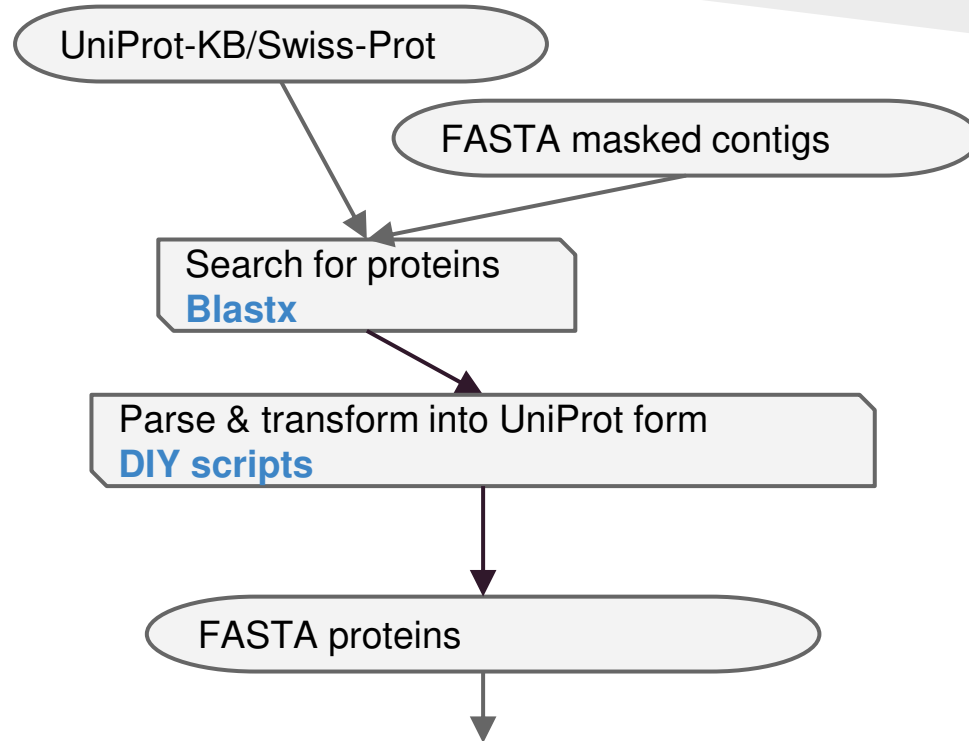 UniProt-KB/Swiss-Prot
FASTA masked contigs
Search for proteins
Blastx
Parse & transform into UniProt form
DIY scripts
FASTA proteins